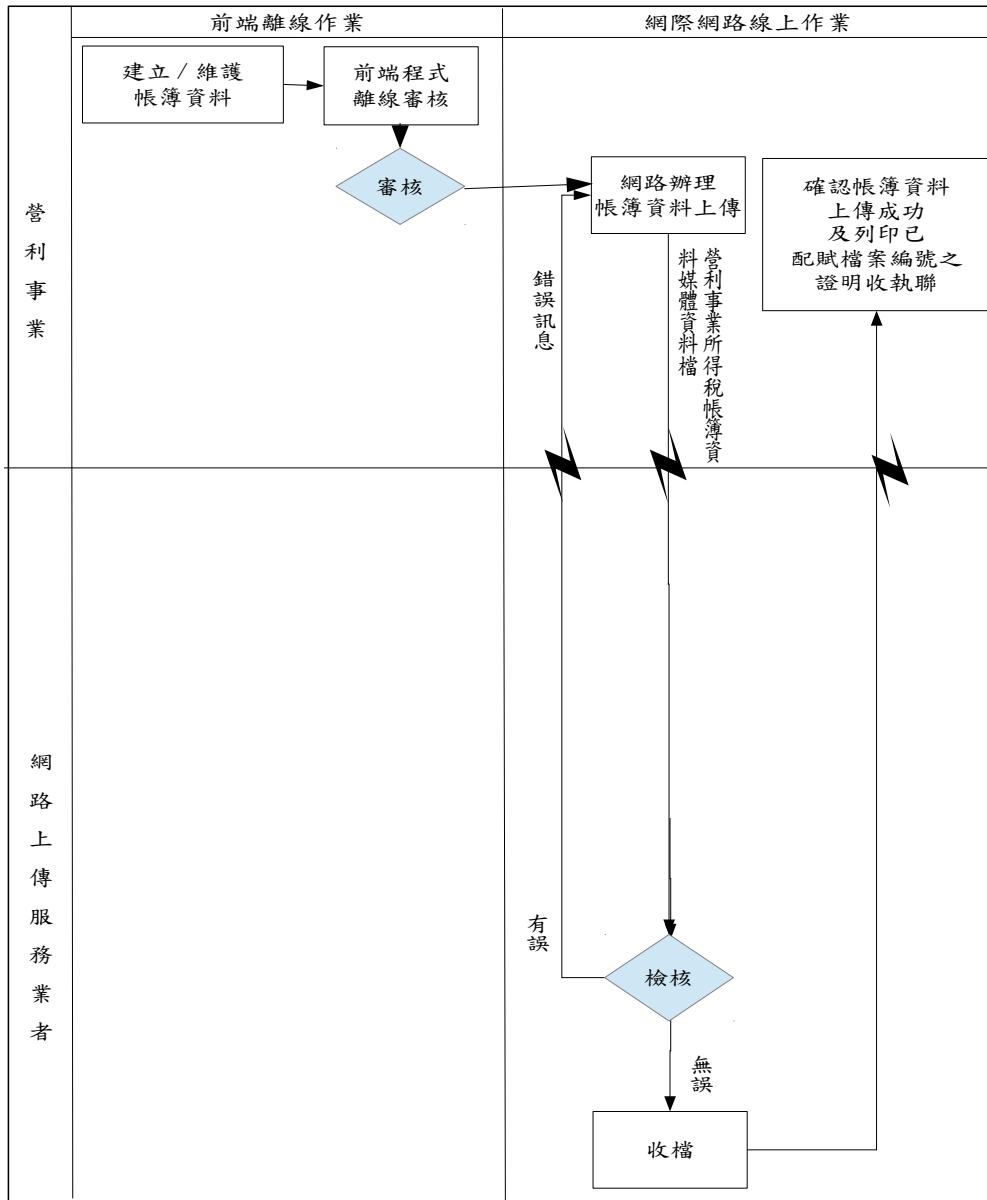 前端離線作業
網際網路線上作業
營利事業
建立／維護
帳簿資料
前端程式
離線審核
審核
網路辦理
帳簿資料上傳
確認帳簿資料
上傳成功
及列印已
配賦檔案編號之
證明收執聯
錯誤訊息
營利事業所得稅帳簿資
料媒體資料檔
網路上傳服務業者
有誤
檢核
無誤
收檔